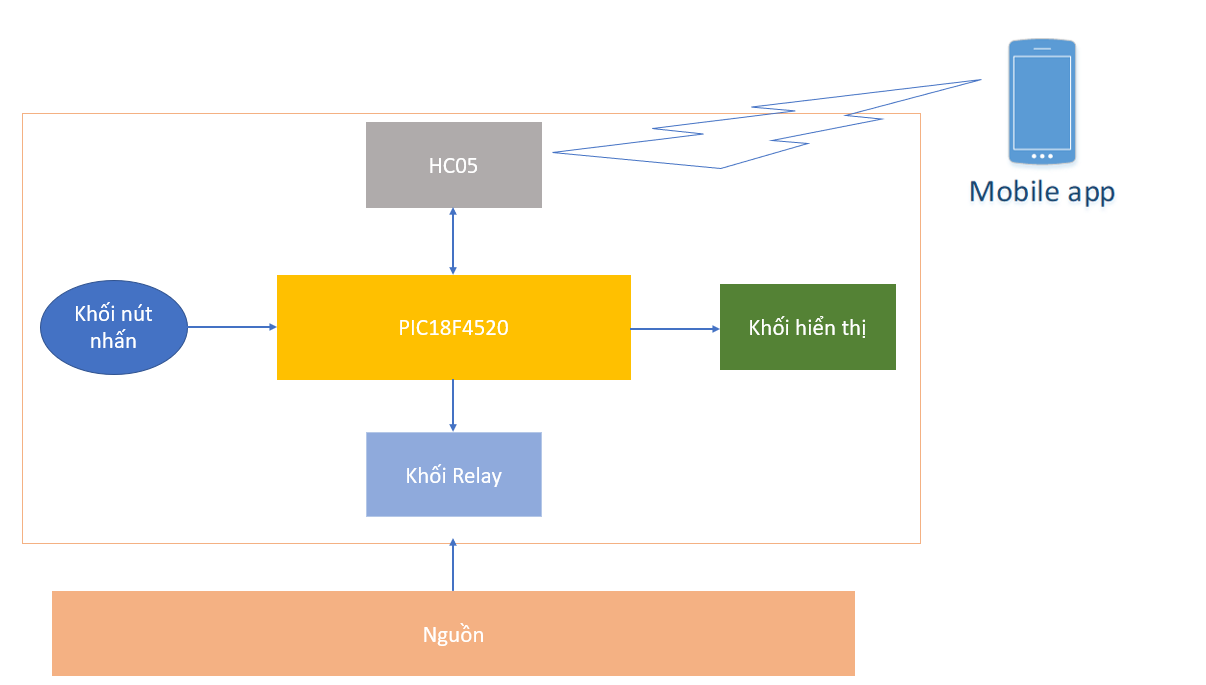 HC05
Mobile app
Khối nút
nhấn
PIC18F4520
Khối hiển thị
Khối Relay
Nguồn